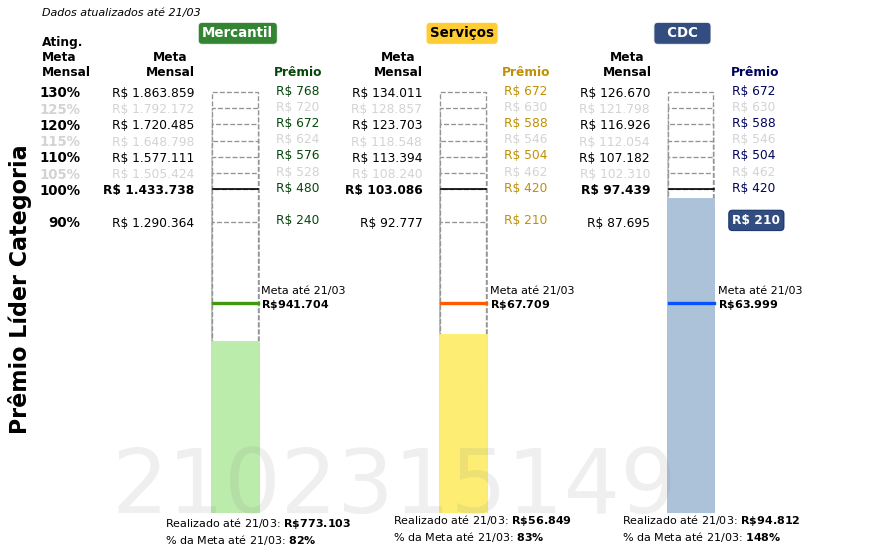 Dados atualizados até 21/03
Mercantil Serviços CDC
Ating. Meta Mensal Meta Mensal Prêmio Meta Mensal Prêmio Meta Mensal Prêmio
130% R$ 1.863.859 R$ 768 R$ 134.011 R$ 672 R$ 126.670 R$ 672
125% R$ 1.792.172 R$ 720 R$ 128.857 R$ 630 R$ 121.798 R$ 630
120% R$ 1.720.485 R$ 672 R$ 123.703 R$ 588 R$ 116.926 R$ 588
115% R$ 1.648.798 R$ 624 R$ 118.548 R$ 546 R$ 112.054 R$ 546
110% R$ 1.577.111 R$ 576 R$ 113.394 R$ 504 R$ 107.182 R$ 504
105% R$ 1.505.424 R$ 528 R$ 108.240 R$ 462 R$ 102.310 R$ 462
100% R$ 1.433.738 R$ 480 R$ 103.086 R$ 420 R$ 97.439 R$ 420
90% R$ 1.290.364 R$ 240 R$ 92.777 R$ 210 R$ 87.695 R$ 210
Prêmio Líder Categoria
Meta até 21/03 Meta até 21/03 Meta até 21/03
R$941.704 R$67.709 R$63.999
2102315149
Realizado até 21/03: R$773.103 Realizado até 21/03: R$56.849 Realizado até 21/03: R$94.812
% da Meta até 21/03: 82% % da Meta até 21/03: 83% % da Meta até 21/03: 148%